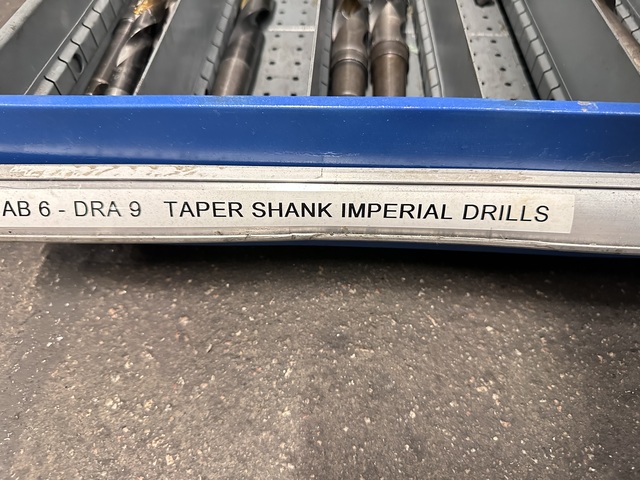 AB 6 - DRA 9 TAPER SHANK IMPERIAL DRILLS